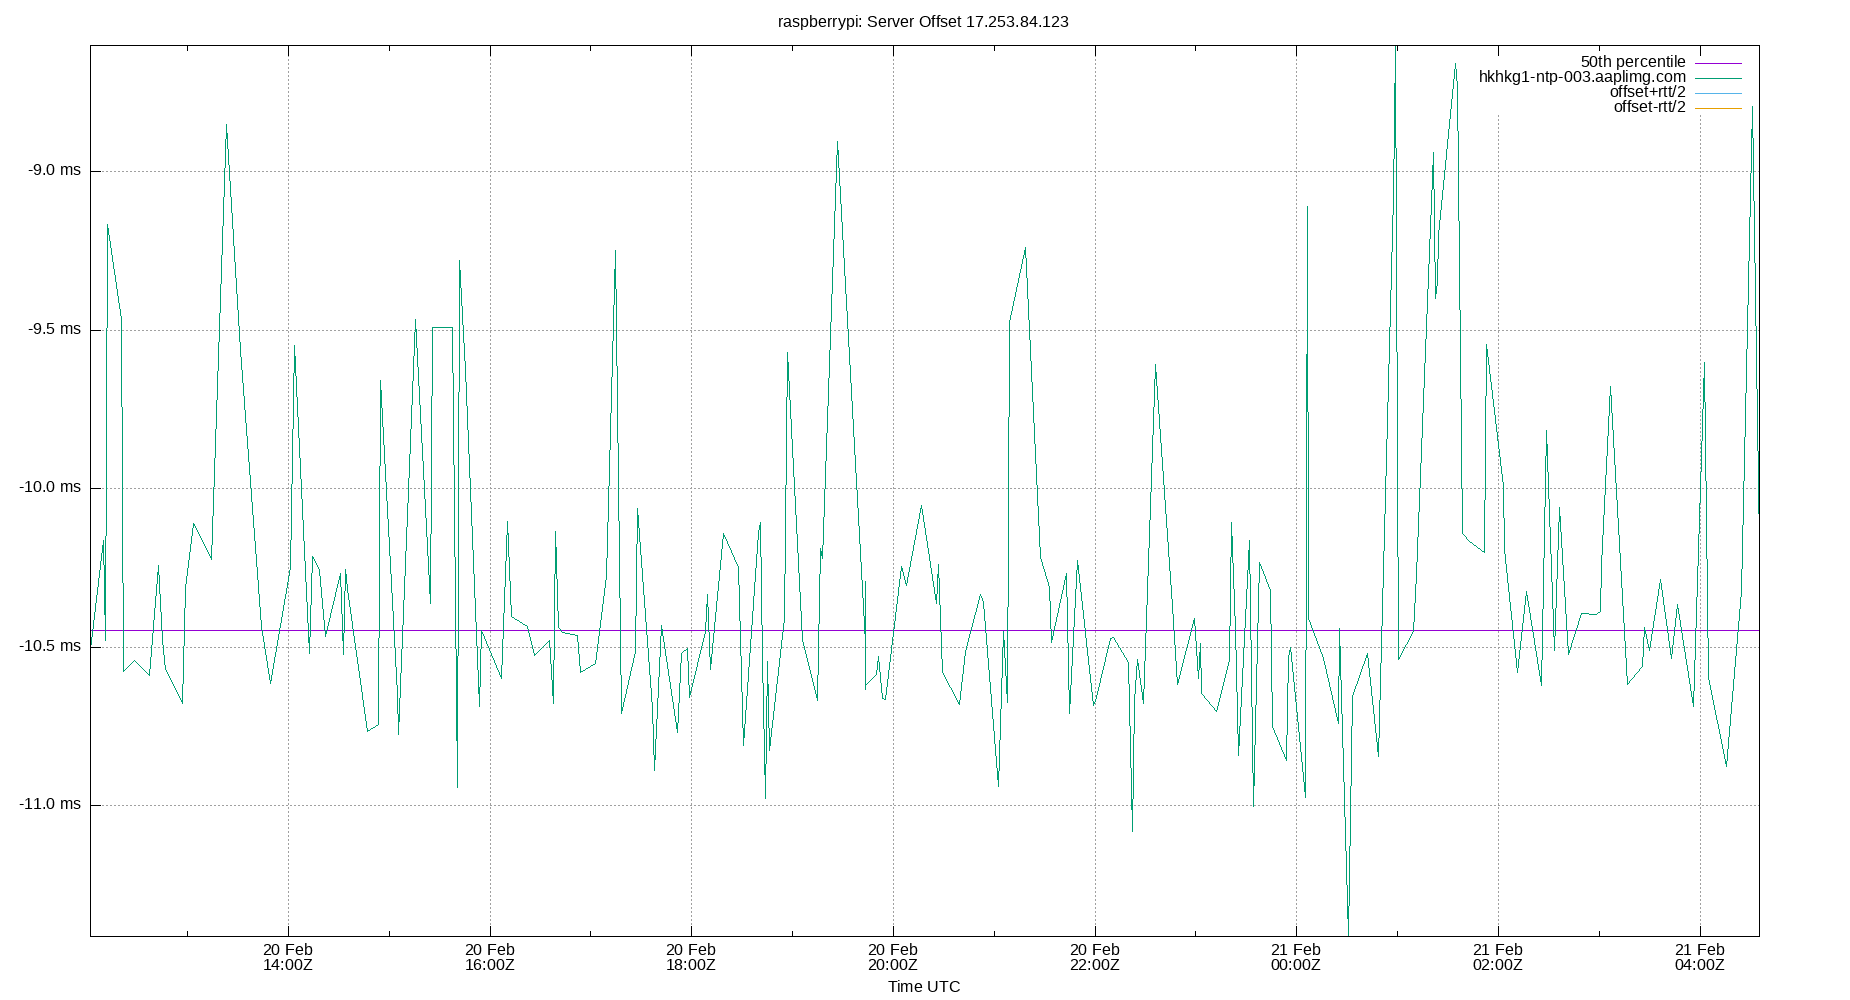 raspberrypi: Server Offset 17.253.84.123
50th percentile
hkhkg1-ntp-003.aaplimg.com
offset+rtt/2
offset-rtt/2
-9.0 ms
-9.5 ms
-10.0 ms
-10.5 ms
-11.0 ms
20 Feb 20 Feb 20 Feb 20 Feb 20 Feb 21 Feb 21 Feb 21 Feb
14:00Z 16:00Z 18:00Z 20:00Z 22:00Z 00:00Z 02:00Z 04:00Z
Time UTC